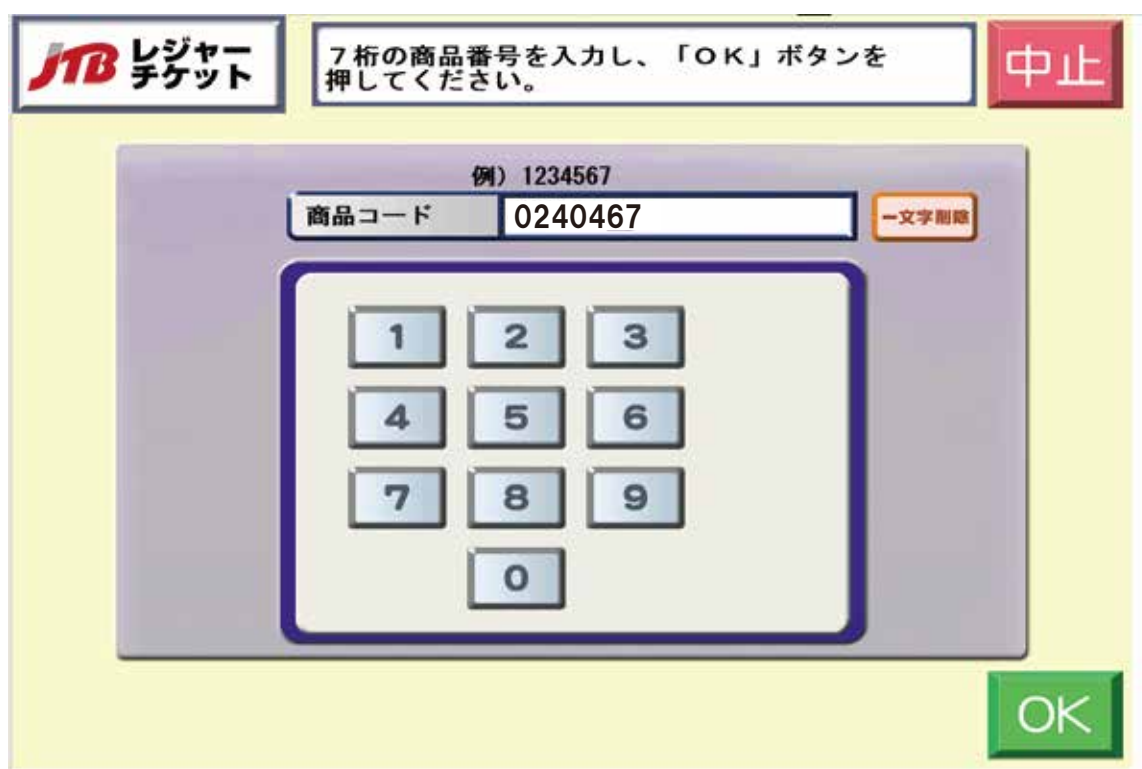 JTB レジャー
チケット
7桁の商品番号を入力し、「OK」ボタンを
押してください。
中止
例) 1234567
商品コード 0240467 一文字削除
1 2 3
4 5 6
7 8 9
0
OK